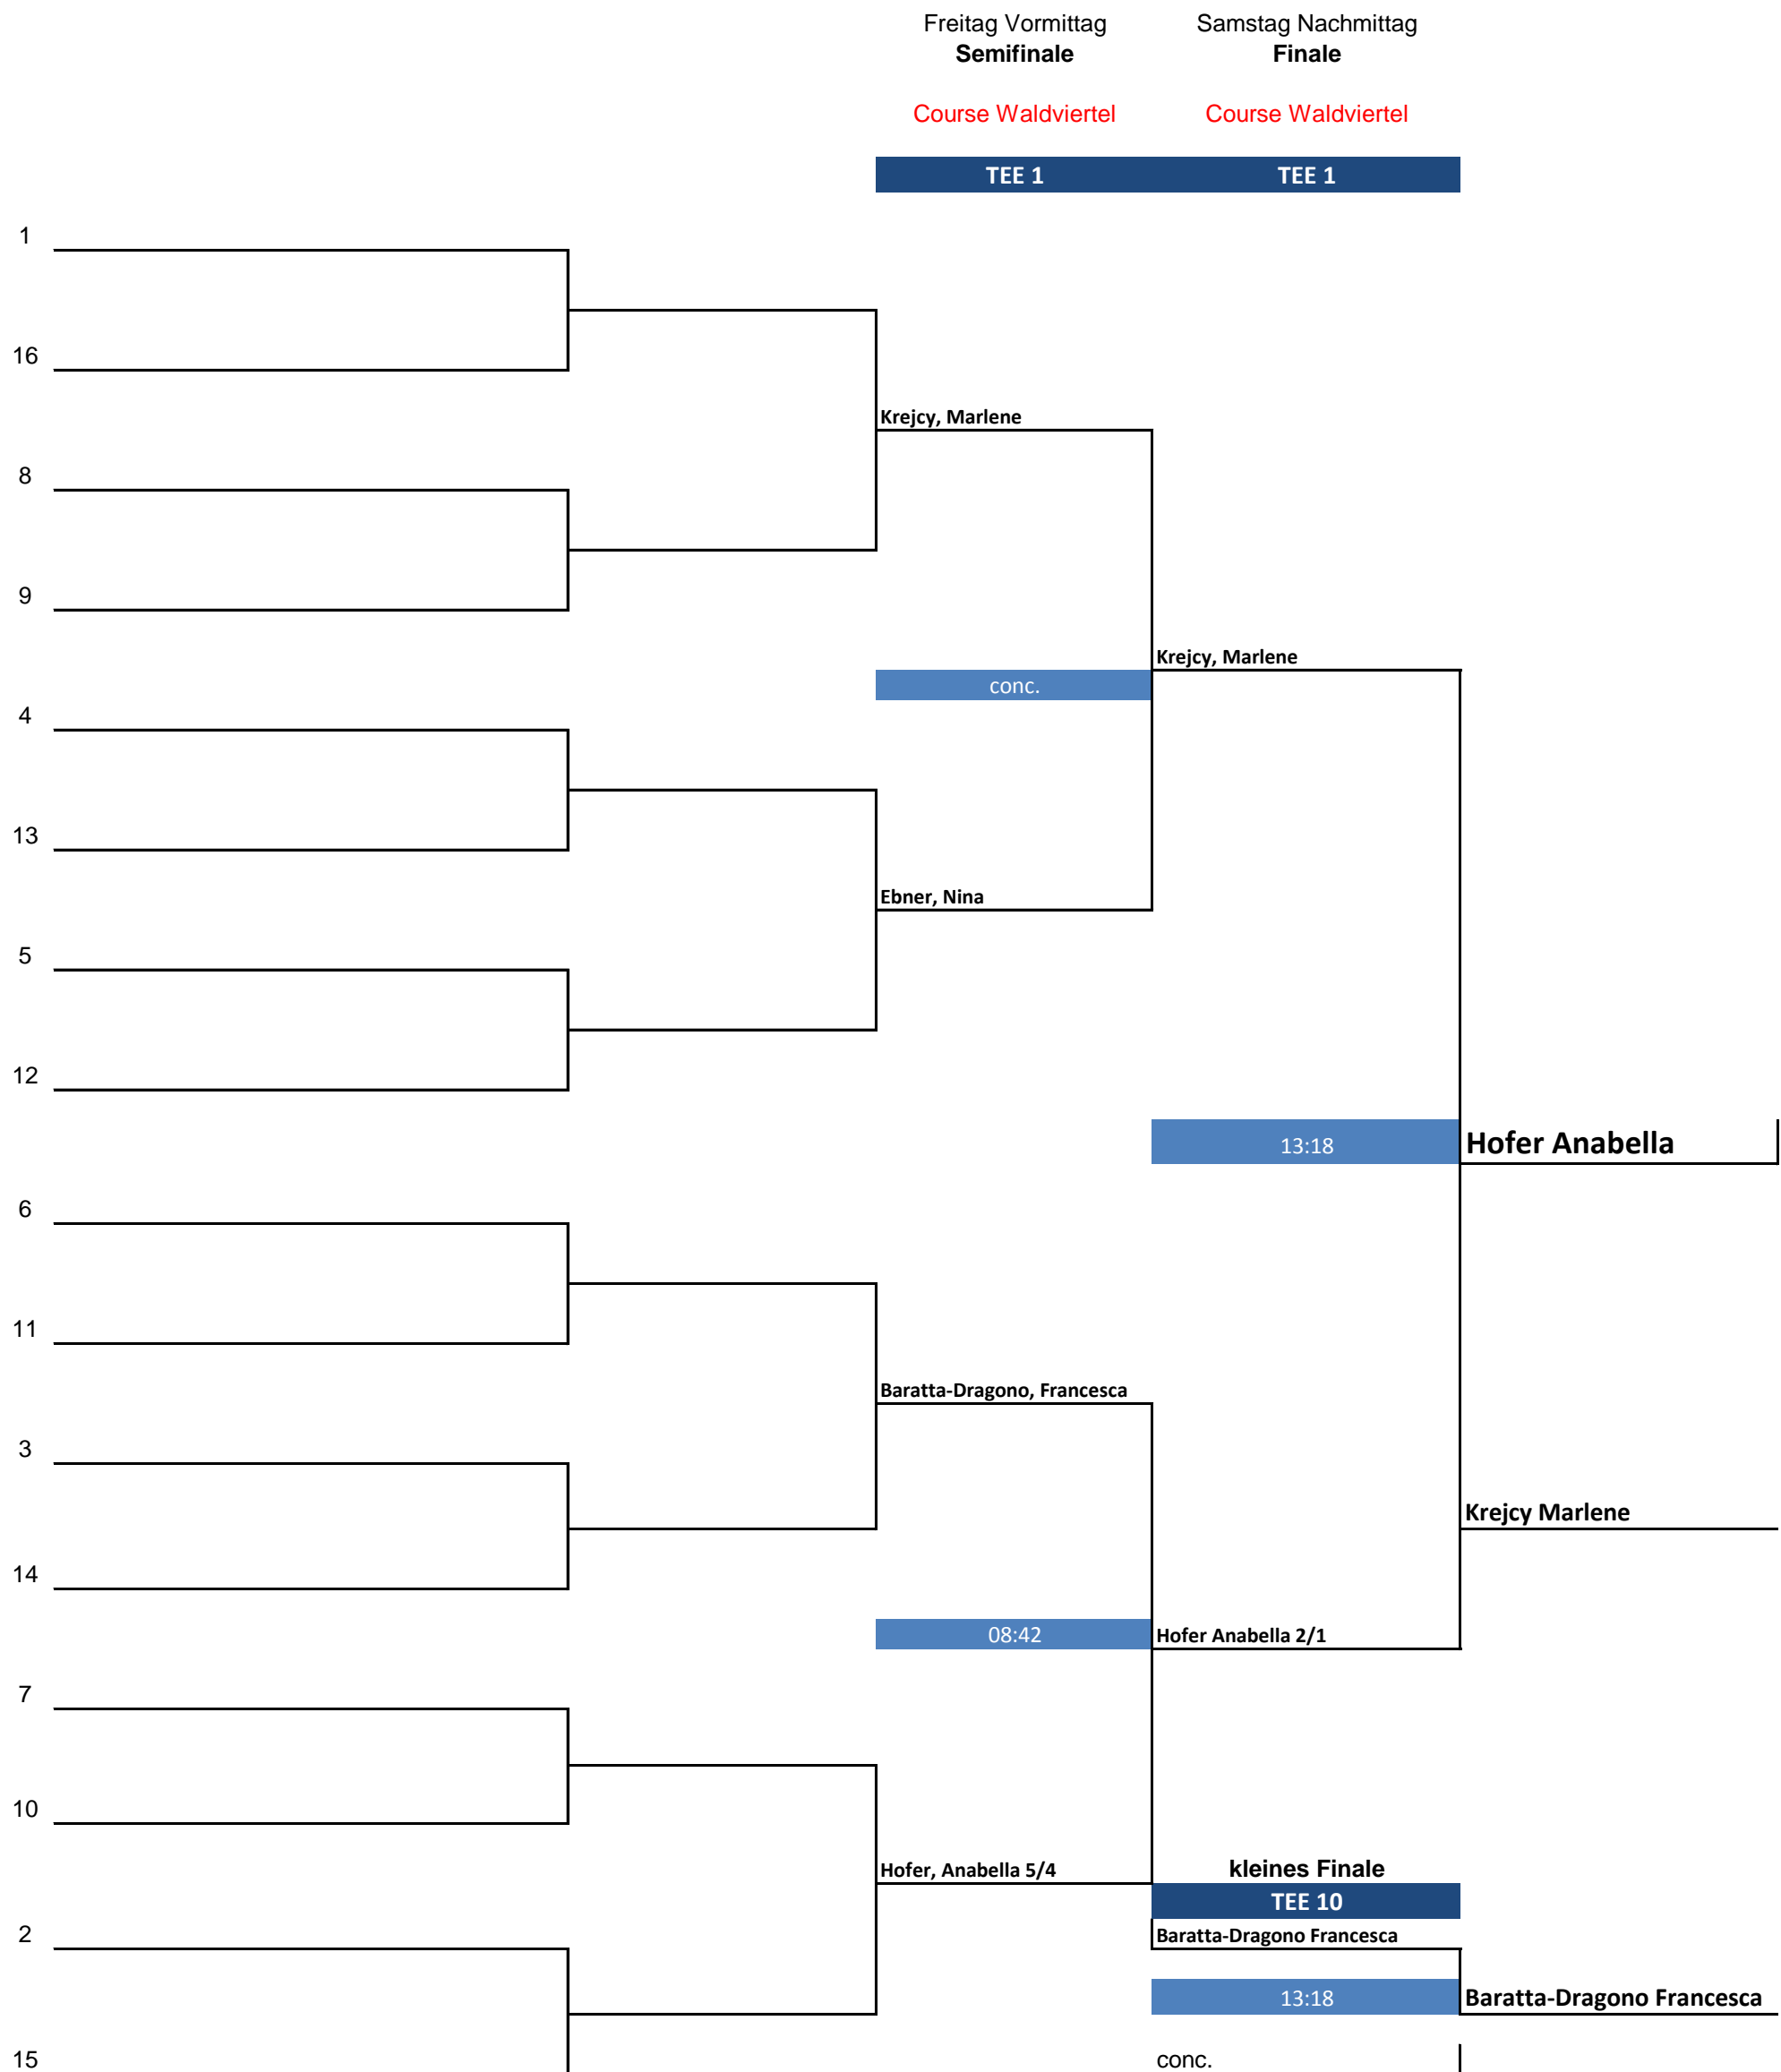 Freitag Vormittag Samstag Nachmittag
Semifinale Finale
Course Waldviertel Course Waldviertel
TEE 1 TEE 1
1
16
Krejcy, Marlene
8
9
Krejcy, Marlene
conc.
4
13
Ebner, Nina
5
12
13:18 Hofer Anabella
6
11
Baratta-Dragono, Francesca
3
Krejcy Marlene
14
08:42 Hofer Anabella 2/1
7
10
Hofer, Anabella 5/4 kleines Finale
TEE 10
2 Baratta-Dragono Francesca
13:18 Baratta-Dragono Francesca
15 conc.